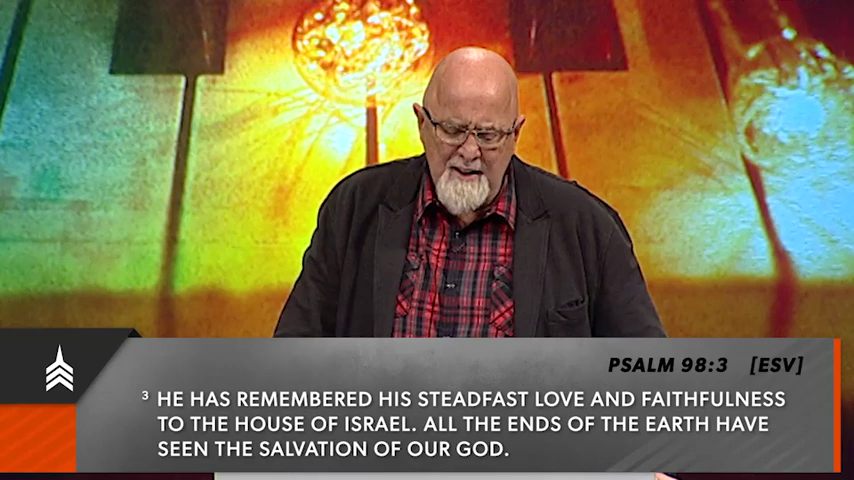 PSALM 98:3 [ESV]
3 HE HAS REMEMBERED HIS STEADFAST LOVE AND FAITHFULNESS
TO THE HOUSE OF ISRAEL. ALL THE ENDS OF THE EARTH HAVE
SEEN THE SALVATION OF OUR GOD.